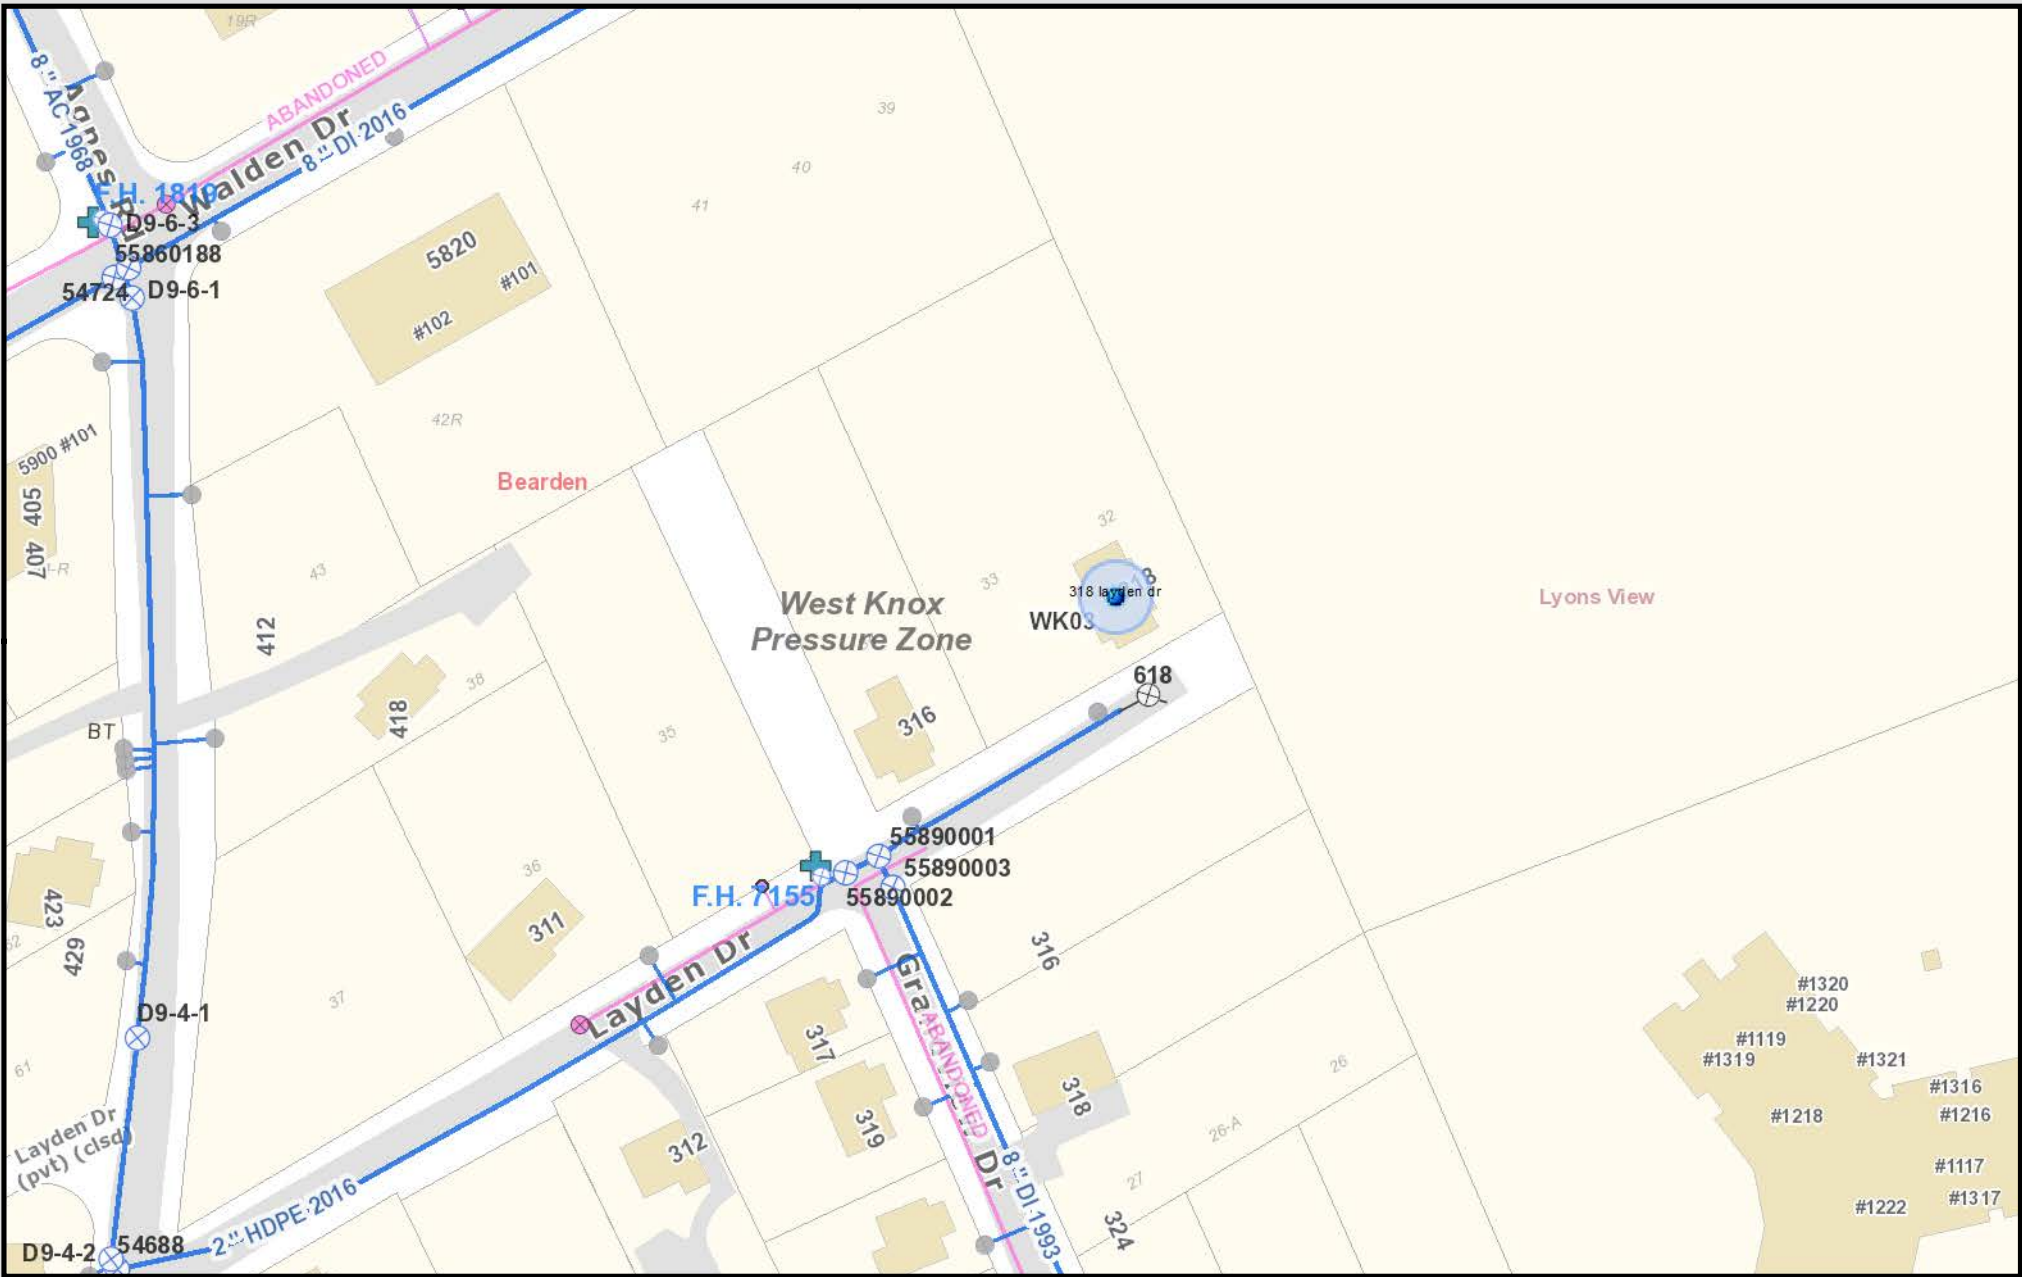 19R
ABANDONED
8 " AC 1968
Agnes Rd
Walden Dr
8 " DI 2016
39
40
41
F.H. 1819
D9-6-3
55860188
54724
D9-6-1
5820
#101
#102
42R
5900 #101
405
407
Bearden
43
412
West Knox
Pressure Zone
33
32
318 layden dr
WK03
Lyons View
618
38
418
BT
35
316
36
55890001
55890003
55890002
F.H. 7155
311
423
429
Layden Dr
37
D9-4-1
61
317
319
316
318
ABANDONED
26
26-A
27
324
312
8 " DI 1993
Layden Dr
(pvt) (clsd)
2 " HDPE 2016
D9-4-2
54688
#1320
#1220
#1119
#1319
#1321
#1316
#1218
#1216
#1117
#1317
#1222